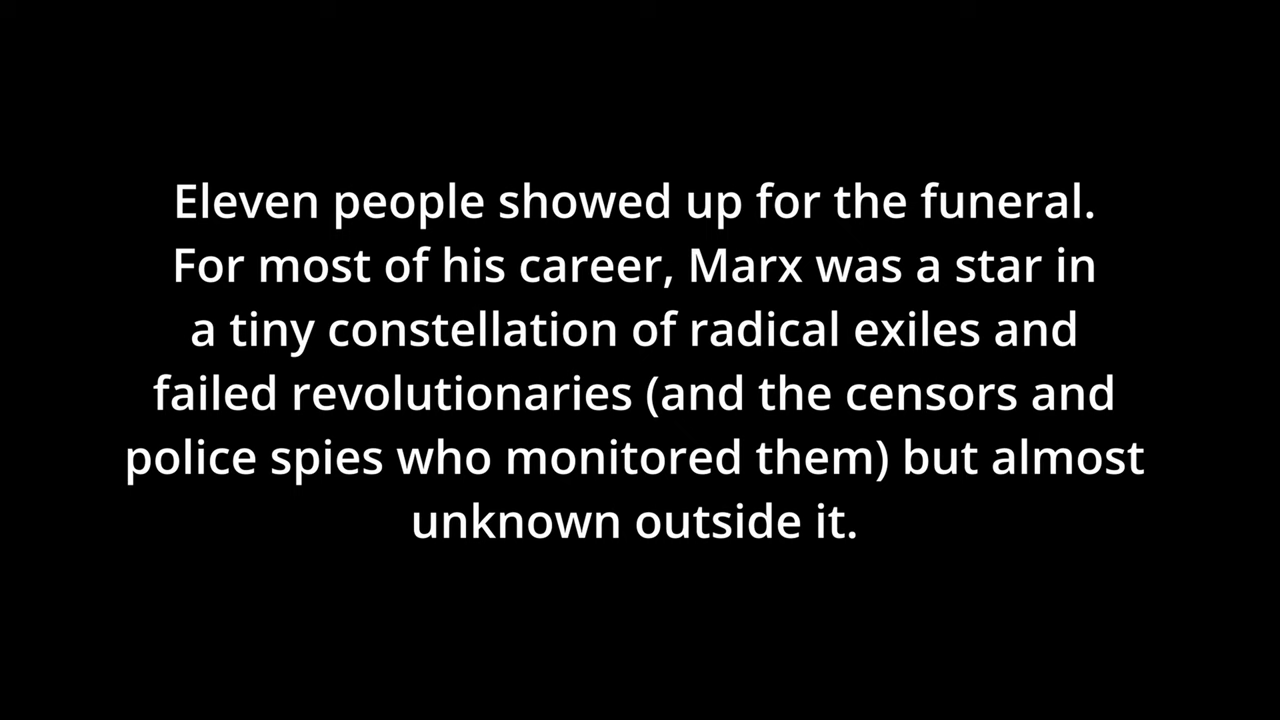 Eleven people showed up for the funeral.
For most of his career, Marx was a star in
a tiny constellation of radical exiles and
failed revolutionaries (and the censors and
police spies who monitored them) but almost
unknown outside it.